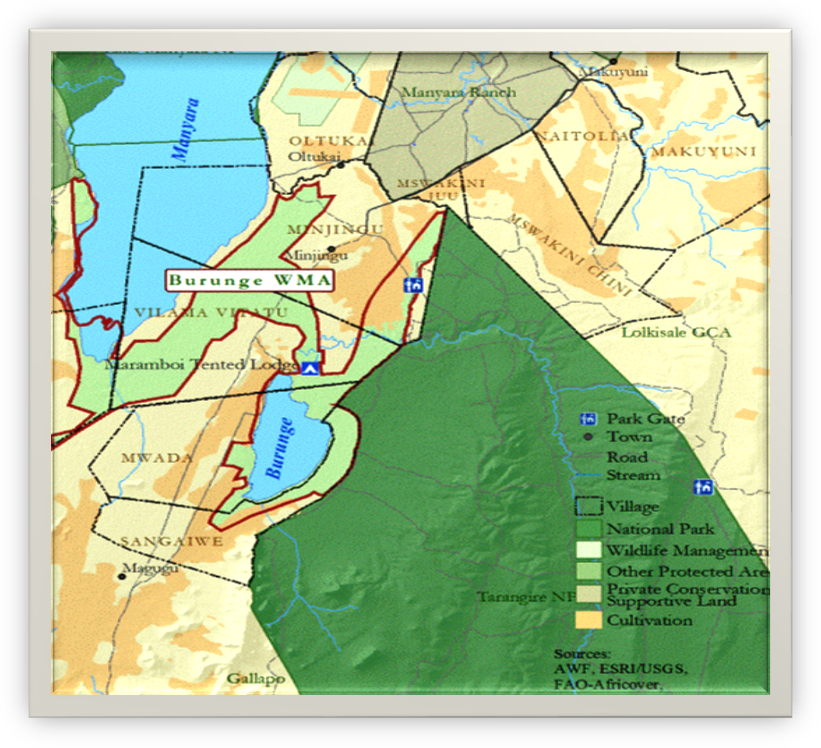 Manyara NP
Makuyuni
Manyara Ranch
Manyara
OLTUKAI
Oltukai
NAITOLIA
MAKUYUNI
MSWAKINI
JUU
MINJINGU
Minjingu
MSWAKINI CHINI
Burunge WMA
VILAMA VITATU
Lolkisale GCA
Maramboi Tented Lodge
Burunge
MWADA
SANGAIWE
Magugu
Gallapo
Tarangire NP
Park Gate
Town
Road
Stream
Village
National Park
Wildlife Managemen
Other Protected Are
Private Conservation
Supportive Land
Cultivation
Sources:
AWF, ESRI/USGS,
FAO-Africover,